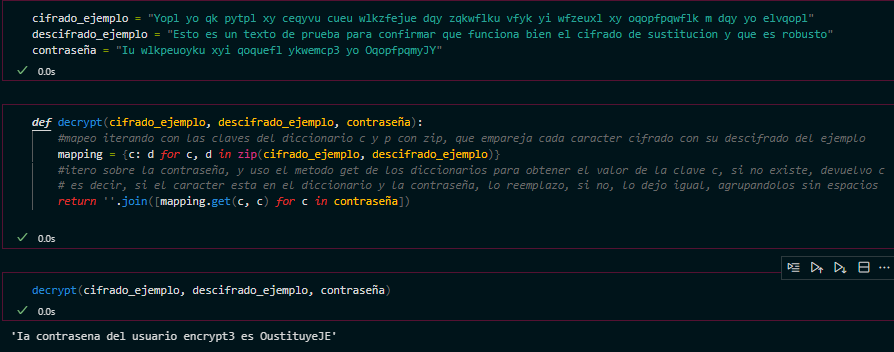 cifrado_ejemplo = "Yopl yo qk pytpl xy ceqyvu cueu wlkzfejue dqy zqkwflku vfyk yi wfzeuxl xy oqopfpqwflk m dqy yo elvqopl"
descifrado_ejemplo = "Esto es un texto de prueba para confirmar que funciona bien el cifrado de sustitucion y que es robusto"
contraseña = "Iu wlkpeuoyku xyi qoquefl ykwemcp3 yo OqopfpqmyJY"
0.0s
def decrypt(cifrado_ejemplo, descifrado_ejemplo, contraseña):
#mapeo iterando con las claves del diccionario c y p con zip, que empareja cada caracter cifrado con su descifrado del ejemplo
mapping = {c: d for c, d in zip(cifrado_ejemplo, descifrado_ejemplo)}
#itero sobre la contraseña, y uso el metodo get de los diccionarios para obtener el valor de la clave c, si no existe, devuelvo c
# es decir, si el caracter esta en el diccionario y la contraseña, lo reemplazo, si no, lo dejo igual, agrupandolos sin espacios
return ''.join([mapping.get(c, c) for c in contraseña])
0.0s
decrypt(cifrado_ejemplo, descifrado_ejemplo, contraseña)
0.0s
'Ia contrasena del usuario encrypt3 es OustituyeJE'